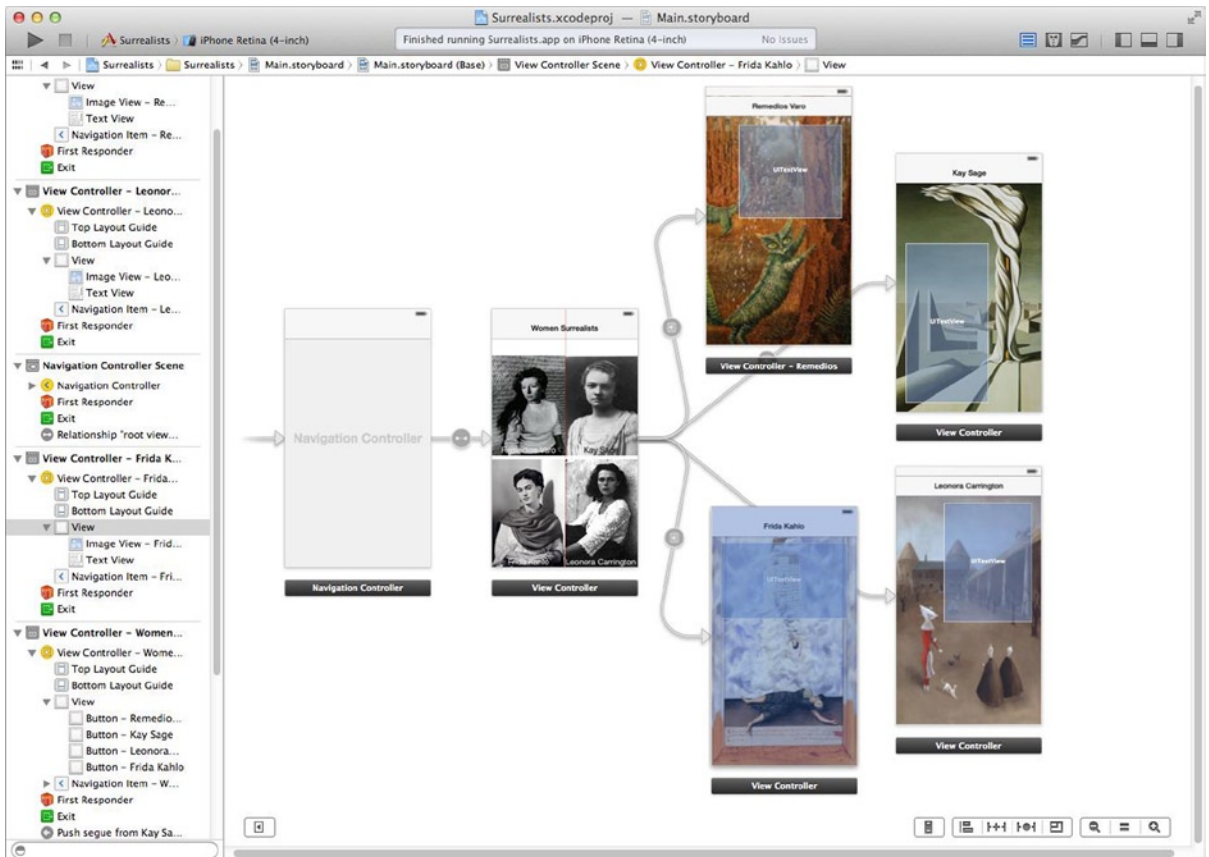 Surrealists.xcodeproj — Main.storyboard
Surrealists 〉 iPhone Retina (4-inch)
Finished running Surrealists.app on iPhone Retina (4-inch)
No Issues
Surrealists 〉 Surrealists 〉 Main.storyboard 〉 Main.storyboard (Base) 〉 View Controller Scene 〉 View Controller – Frida Kahlo 〉 View
View
Image View – Re...
Text View
Navigation Item – Re...
First Responder
Exit
View Controller – Leonor...
View Controller – Leono...
Top Layout Guide
Bottom Layout Guide
View
Image View – Leo...
Text View
Navigation Item – Le...
First Responder
Exit
Navigation Controller Scene
Navigation Controller
First Responder
Exit
Relationship "root view...
View Controller – Frida K...
View Controller – Frida...
Top Layout Guide
Bottom Layout Guide
View
Image View – Frid...
Text View
Navigation Item – Fri...
First Responder
Exit
View Controller – Women...
View Controller – Wome...
Top Layout Guide
Bottom Layout Guide
View
Button – Remedio...
Button – Kay Sage
Button – Leonora...
Button – Frida Kahlo
Navigation Item – W...
First Responder
Exit
Push segue from Kay Sa...
Navigation Controller
Navigation Controller
Women Surrealists
Remedios Varo
Kay Sage
Frida Kahlo
Leonora Carrington
View Controller
Remedios Varo
UITextView
View Controller – Remedios
Kay Sage
UITextView
View Controller
Frida Kahlo
UITextView
View Controller
Leonora Carrington
UITextView
View Controller